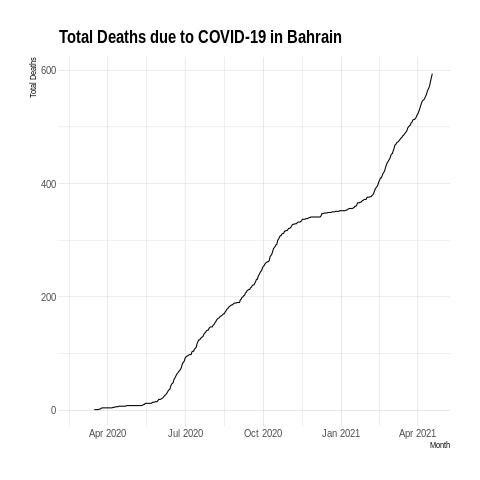 Total Deaths due to COVID-19 in Bahrain
Total Deaths
600
400
200
0
Apr 2020 Jul 2020 Oct 2020 Jan 2021 Apr 2021
Month